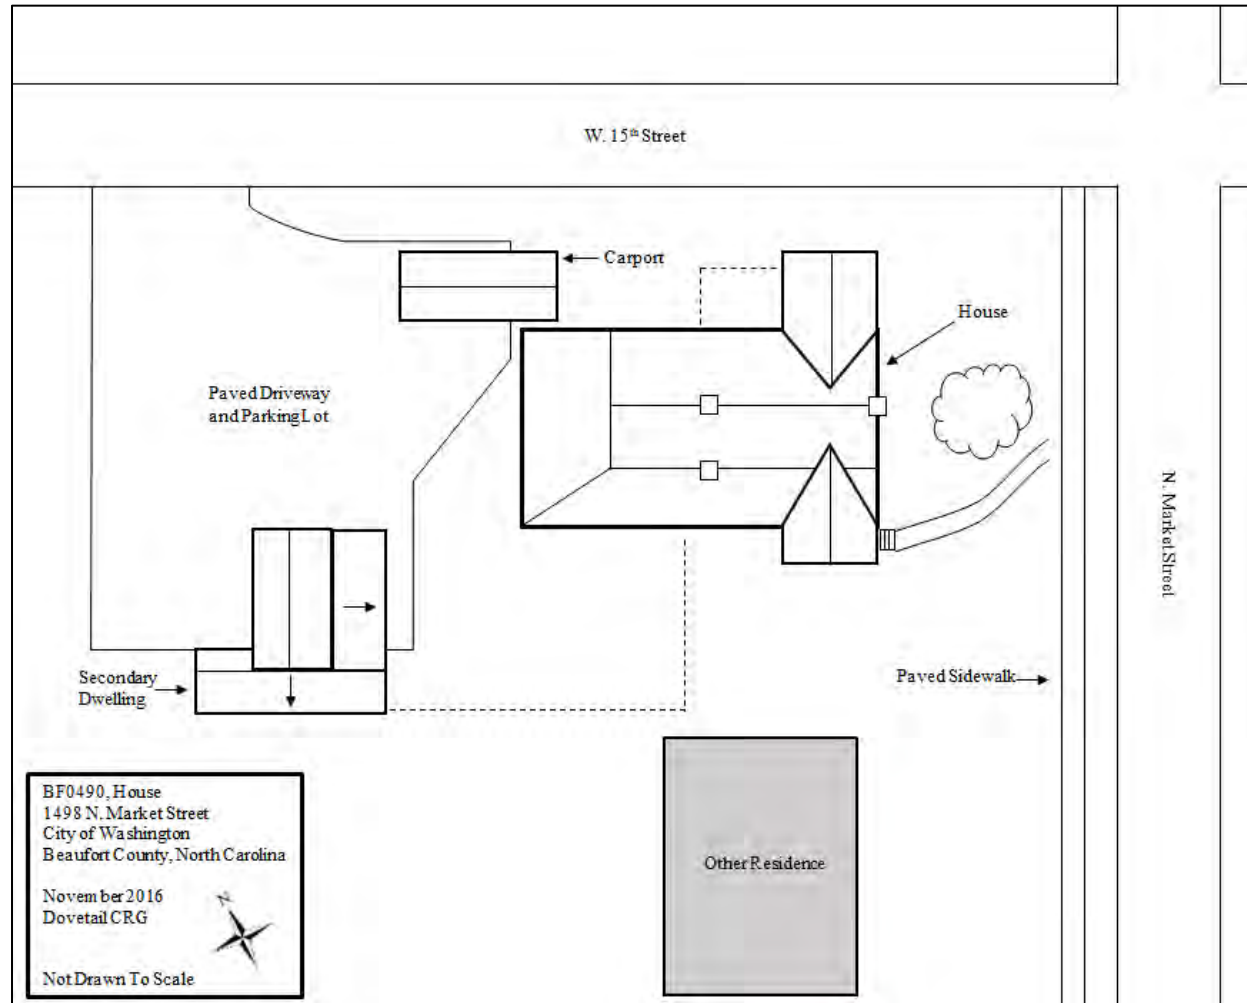 W. 15th Street
Carport
House
Paved Driveway
and Parking Lot
N. Market Street
Secondary
Dwelling
Paved Sidewalk
BF0490, House
1498 N. Market Street
City of Washington
Beaufort County, North Carolina
November 2016
Dovetail CRG
N
Not Drawn To Scale
Other Residence